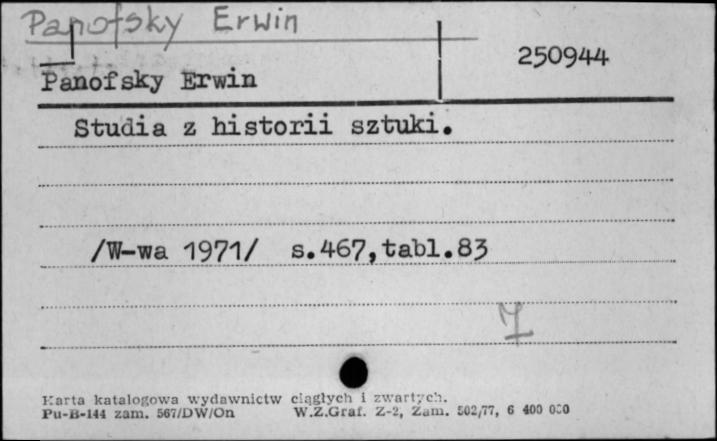 Panofsky Erwin
250944
Panofsky Erwin
Studia z historii sztuki.
/W-wa 1971/ s.467,tabl.83
Karta katalogowa wydawnictw ciągłych i zwartych.
Pu-B-144 zam. 567/DW/On W.Z.Graf. Z-2, Zam. 502/77, 6 400 000